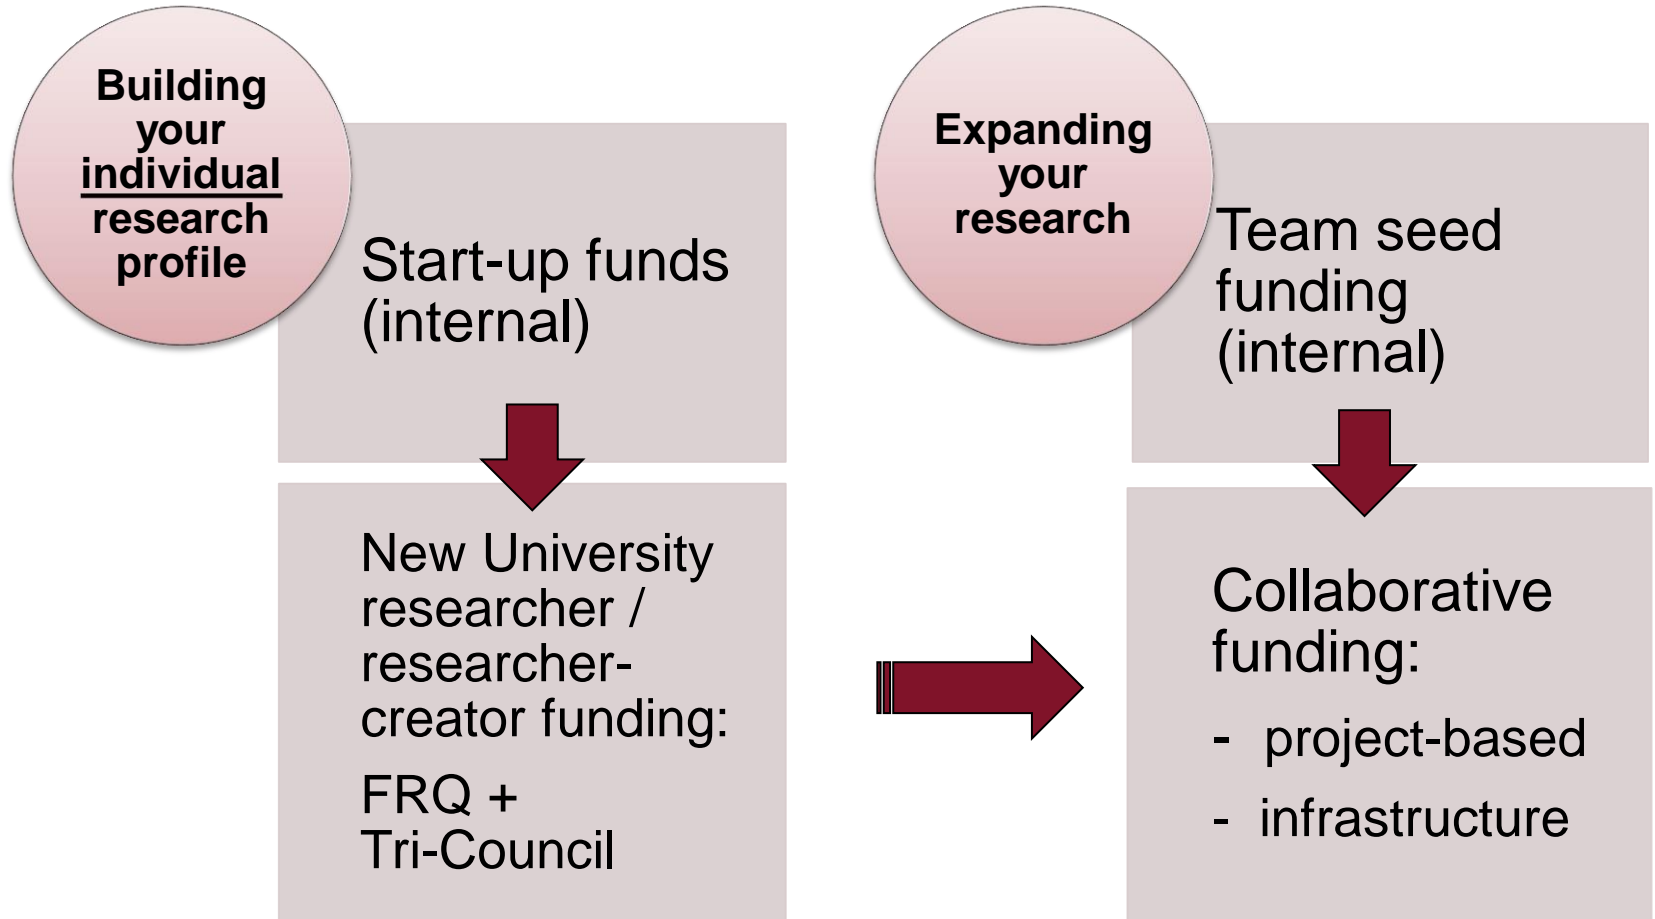 Building
your
individual
research
profile
Start-up funds
(internal)
New University
researcher /
researcher-
creator funding:
FRQ +
Tri-Council
Expanding
your
research
Team seed
funding
(internal)
Collaborative
funding:
- project-based
- infrastructure